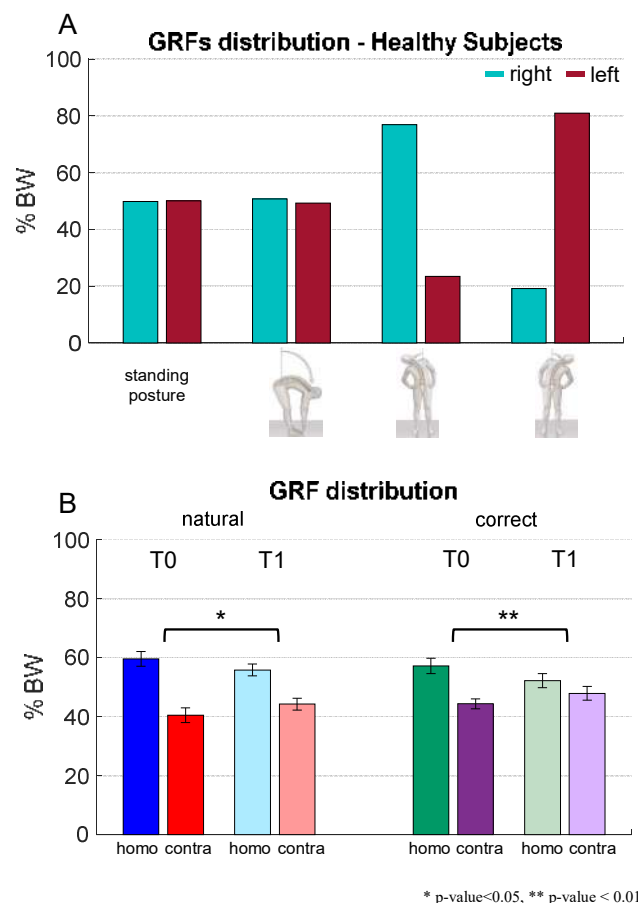 A
GRFs distribution - Healthy Subjects
right left
100
80
60
40
20
0
% BW
standing
posture
B
GRF distribution
natural correct
100
T0 T1 T0 T1
80
* **
60
40
20
0
% BW
homo contra homo contra homo contra homo contra
* p-value<0.05, ** p-value < 0.01